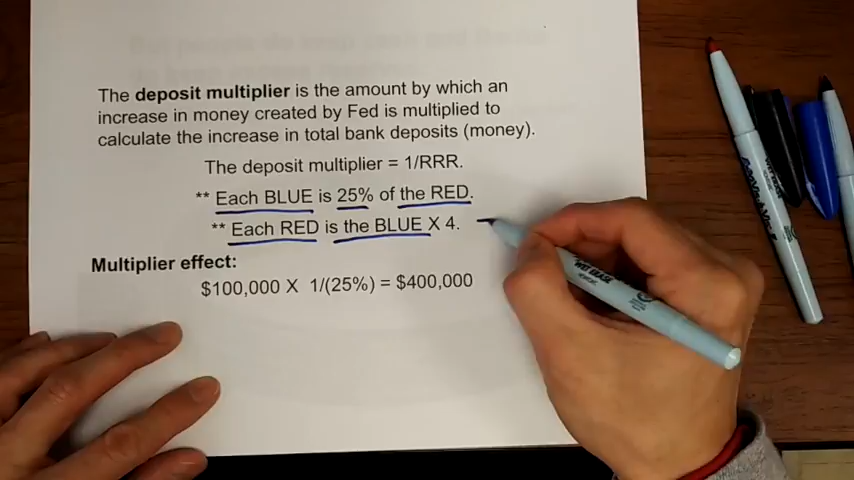 The deposit multiplier is the amount by which an
increase in money created by Fed is multiplied to
calculate the increase in total bank deposits (money).
The deposit multiplier = 1/RRR.
** Each BLUE is 25% of the RED.
** Each RED is the BLUE X 4.
Multiplier effect:
$100,000 X 1/(25%) = $400,000